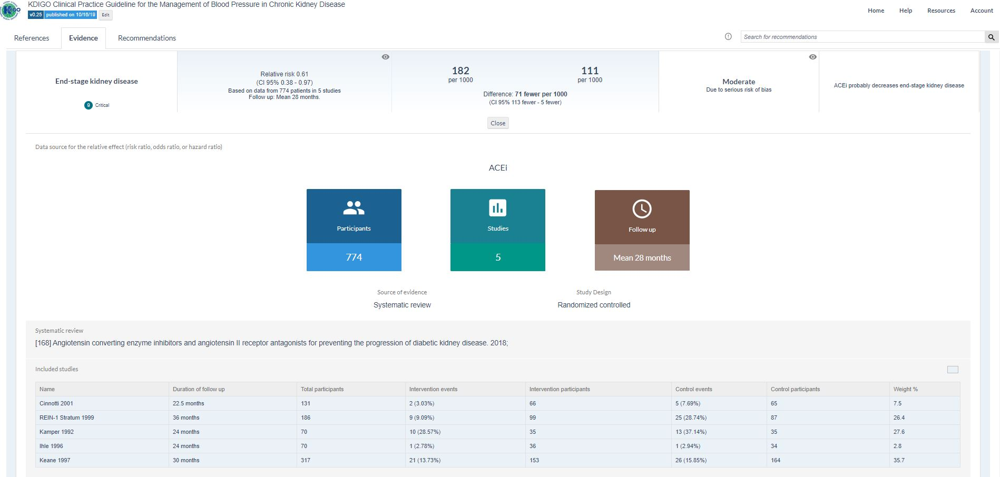 KDIGO Clinical Practice Guideline for the Management of Blood Pressure in Chronic Kidney Disease
KDIGO
v0.25 published on 10/16/19 Edit
Home Help Resources Account
References Evidence Recommendations
Search for recommendations
End-stage kidney disease
9 Critical
Relative risk 0.61
(CI 95% 0.38 - 0.97)
Based on data from 774 patients in 5 studies
Follow up: Mean 28 months.
182 111
per 1000 per 1000
Difference: 71 fewer per 1000
(CI 95% 113 fewer - 5 fewer)
Moderate
Due to serious risk of bias
ACEi probably decreases end-stage kidney disease
Close
Data source for the relative effect (risk ratio, odds ratio, or hazard ratio)
ACEi
Participants Studies Follow up
774 5 Mean 28 months
Source of evidence Study Design
Systematic review Randomized controlled
Systematic review
[168] Angiotensin converting enzyme inhibitors and angiotensin II receptor antagonists for preventing the progression of diabetic kidney disease. 2018;
Included studies
Name Duration of follow up Total participants Intervention events Intervention participants Control events Control participants Weight %
Cinnotti 2001 22.5 months 131 2 (3.03%) 66 5 (7.69%) 65 7.5
REIN-1 Stratum 1999 36 months 186 9 (9.09%) 99 25 (28.74%) 87 26.4
Kamper 1992 24 months 70 10 (28.57%) 35 13 (37.14%) 35 27.6
Ihle 1996 24 months 70 1 (2.78%) 36 1 (2.94%) 34 2.8
Keane 1997 30 months 317 21 (13.73%) 153 26 (15.85%) 164 35.7